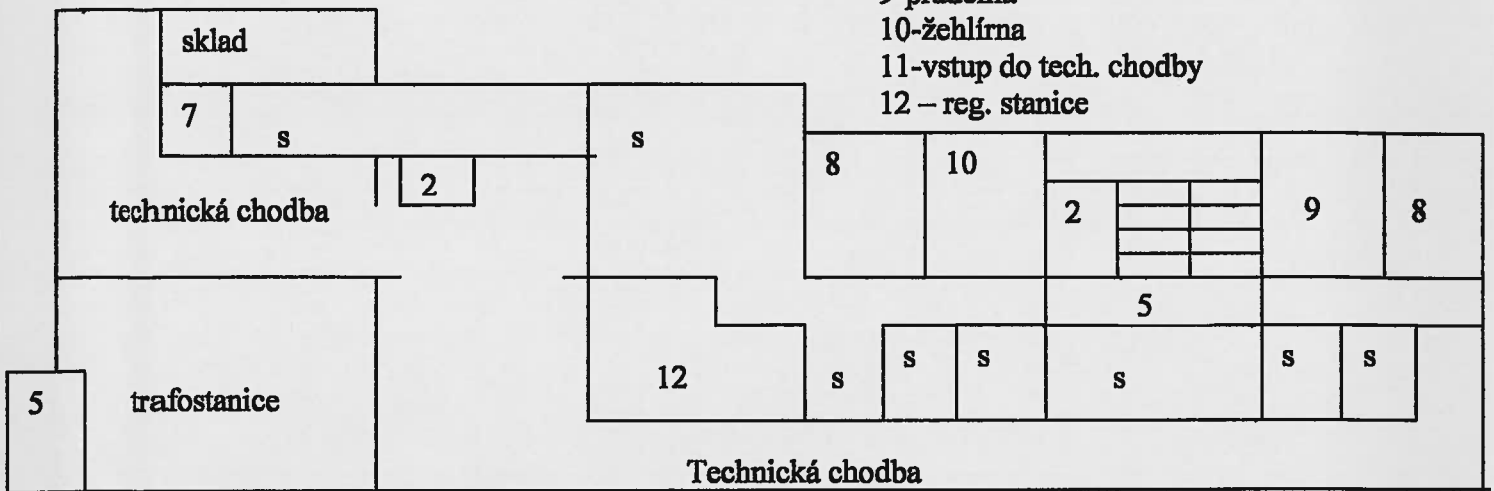 10-žehlírna
11-vstup do tech. chodby
12 – reg. stanice
sklad
7
s
s
8
10
2
technická chodba
2
9
8
5
12
s
s
s
s
s
s
5
trafostanice
Technická chodba